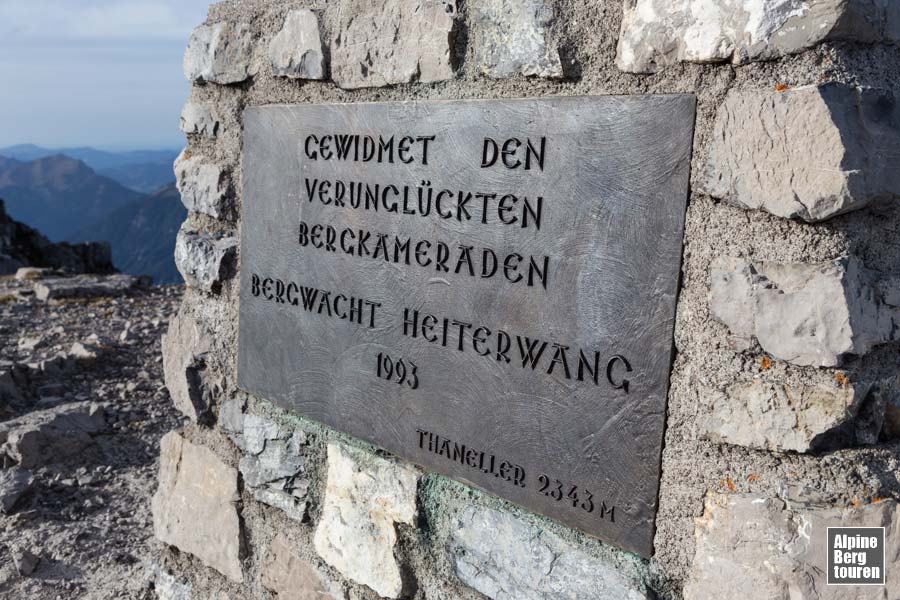 GEWIDMET DEN
VERUNGLÜCKTEN
BERGKAMERADEN
BERGWACHT HEITERWANG
1993
THANELLER 2343 M
Alpine
Berg
touren